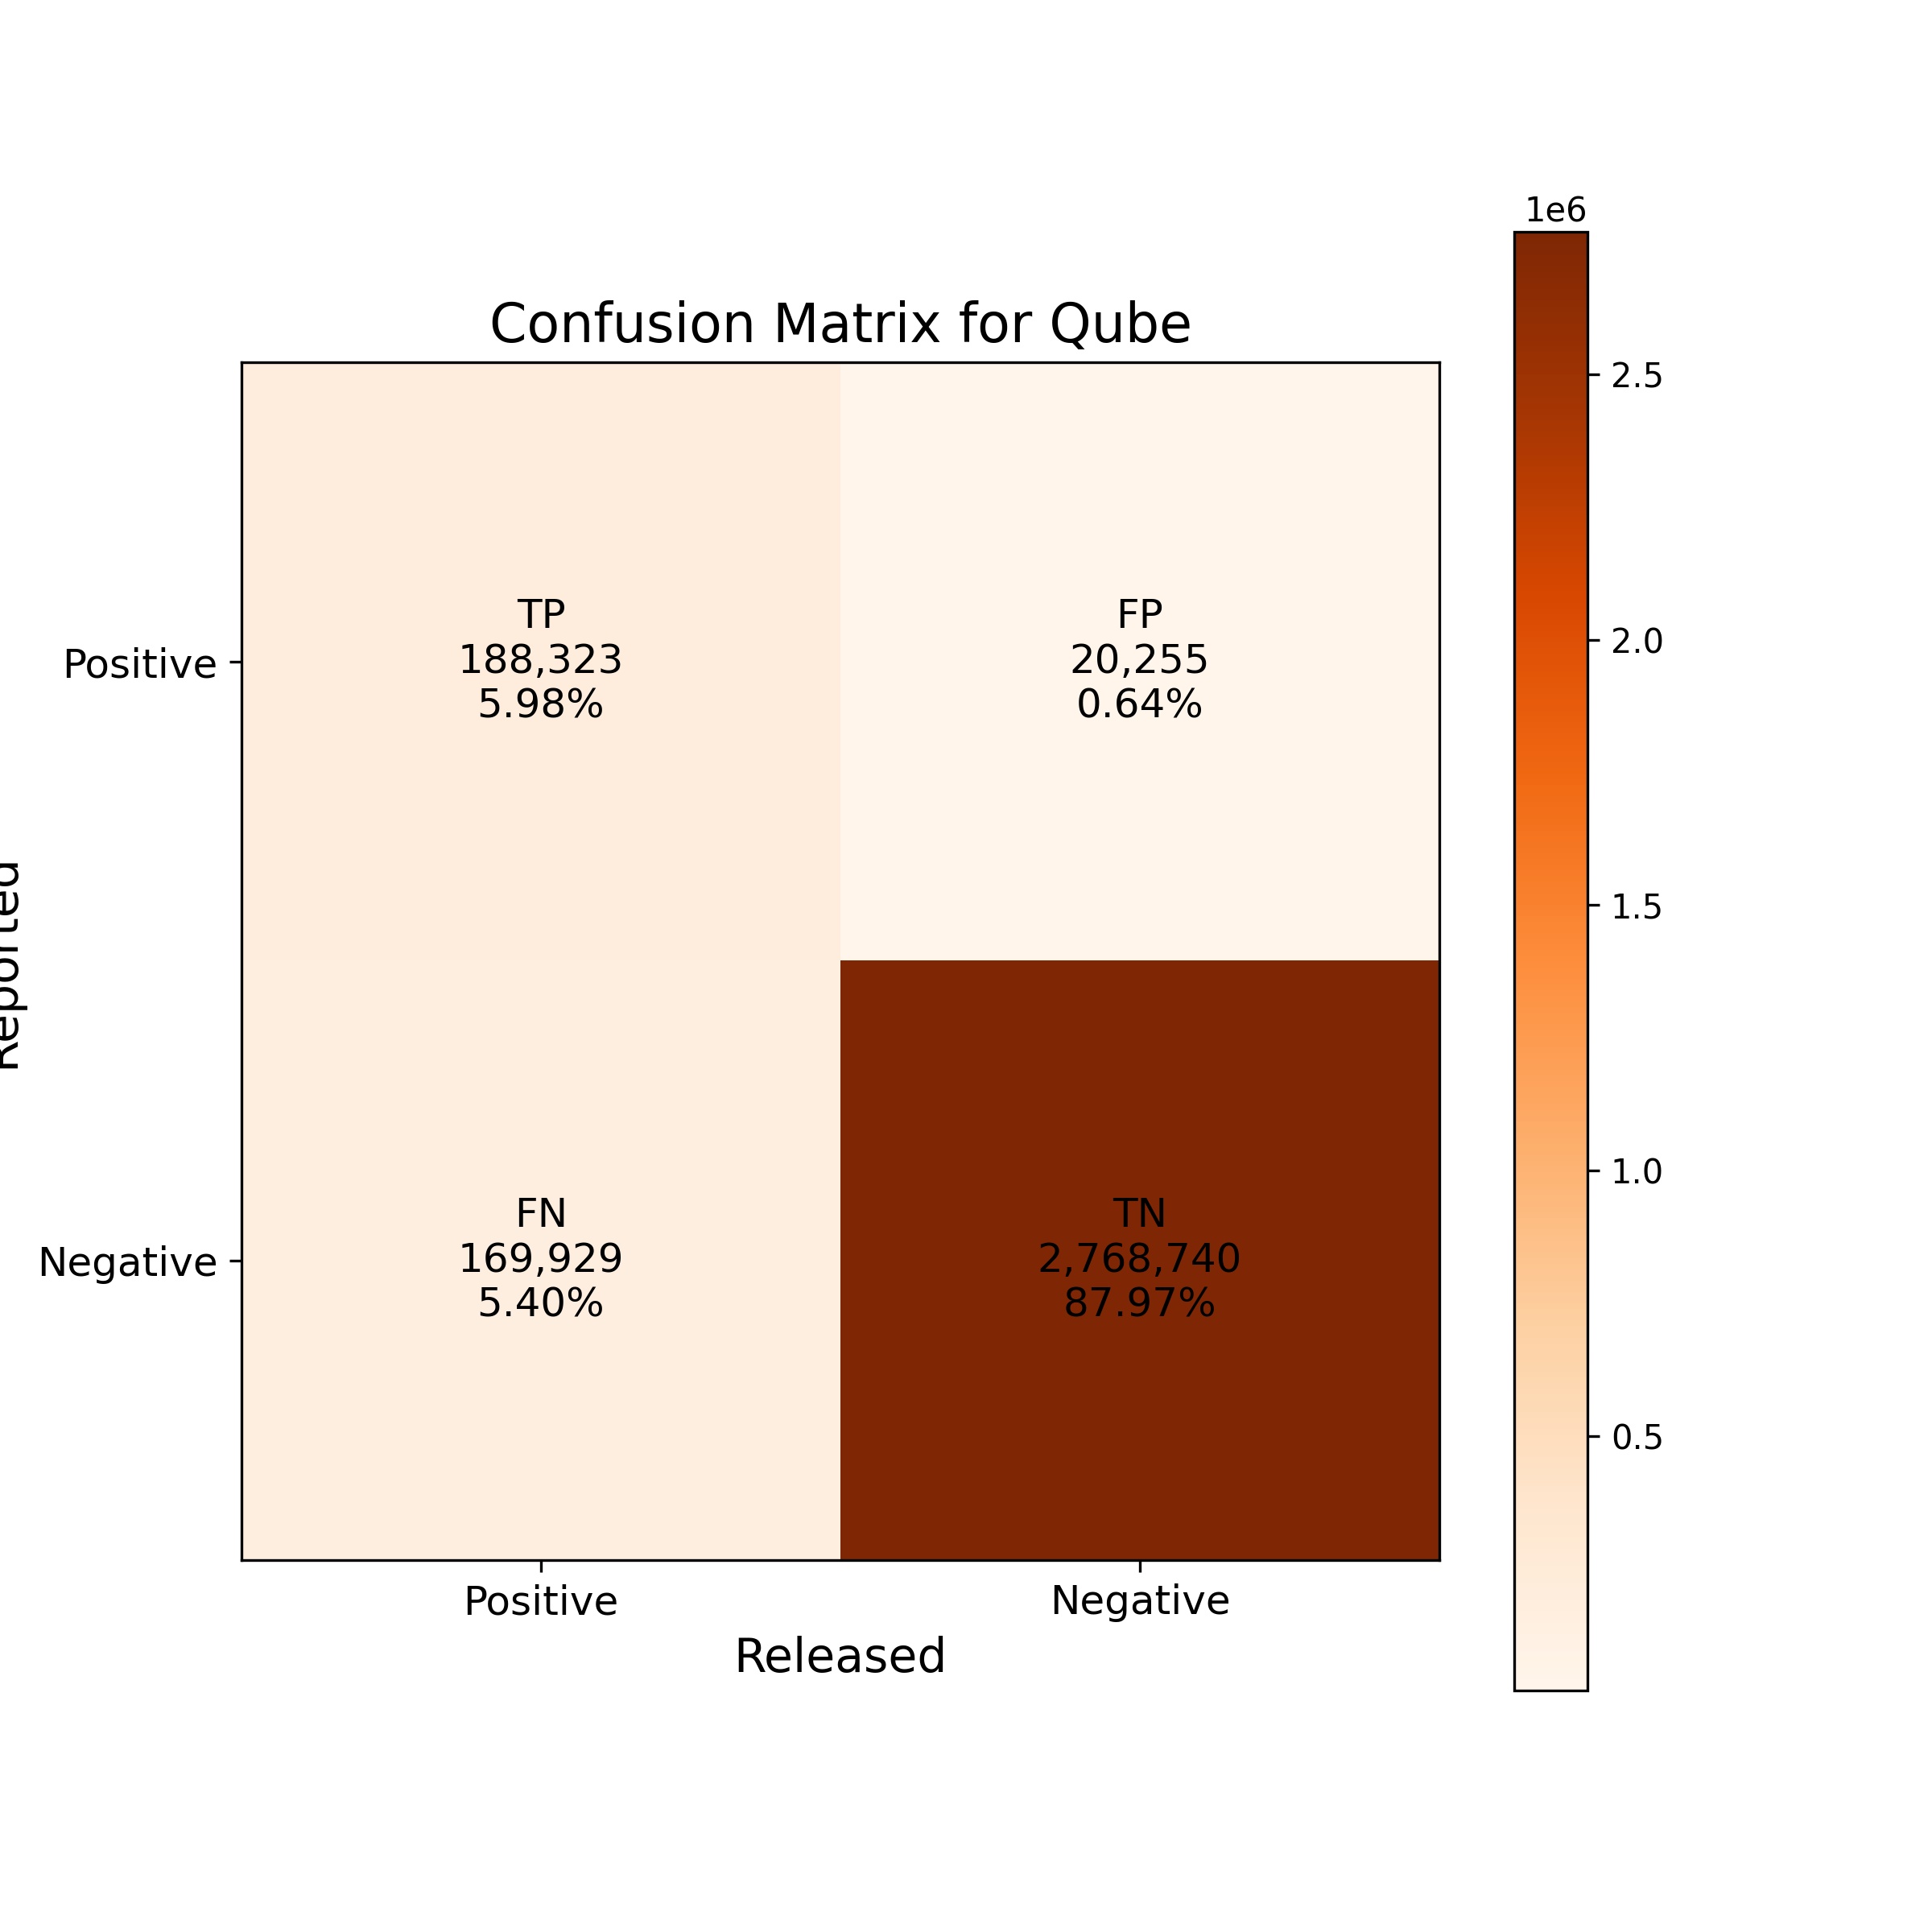 1e6
Confusion Matrix for Qube
2.5
2.0
1.5
1.0
0.5
Reported
Positive
Negative
TP
188,323
5.98%
FP
20,255
0.64%
FN
169,929
5.40%
TN
2,768,740
87.97%
Positive
Negative
Released